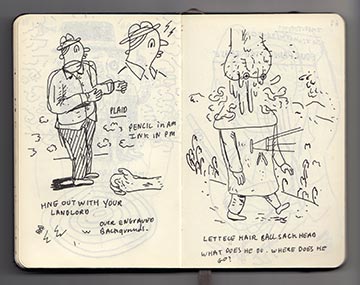 PLAID
PENCIL in AM
INK IN PM
HNG OUT WITH YOUR
LANDLORD
OVER ENGRAVED
BACKGROUNDS.
LETTECE HAIR BALLSACK HEAD
WHAT DOES HE DO. WHERE DOES HE
GO?